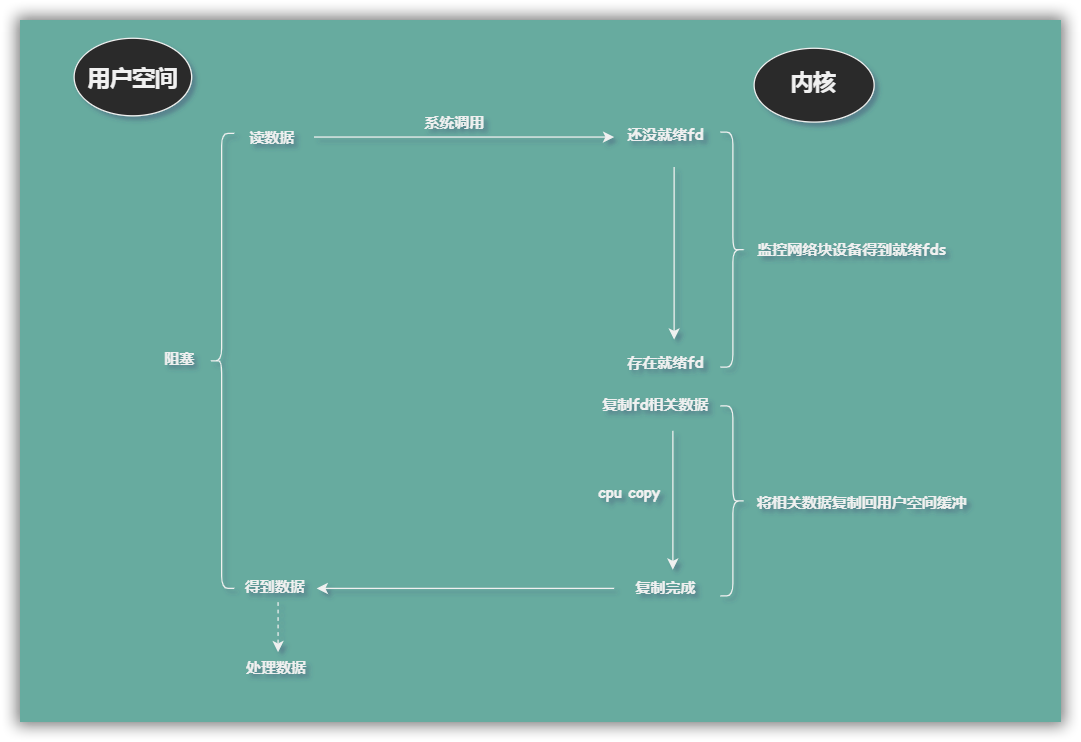 用户空间
内核
系统调用
读数据
还没就绪fd
监控网络块设备得到就绪fds
阻塞
存在就绪fd
复制fd相关数据
cpu copy
将相关数据复制回用户空间缓冲
得到数据
复制完成
处理数据